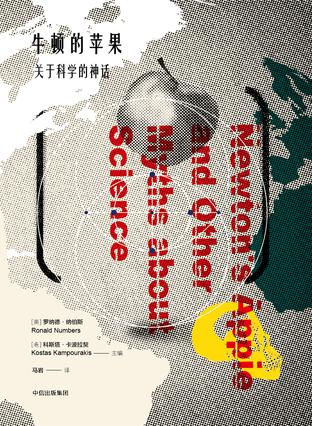 牛顿的苹果
关于科学的神话
Newton's Apple
and Other
Myths about
Science
[美] 罗纳德·纳伯斯
Ronald Numbers
[希] 科斯塔·卡波拉契
Kostas Kampourakis —— 主编
马岩 —— 译
中信出版集团